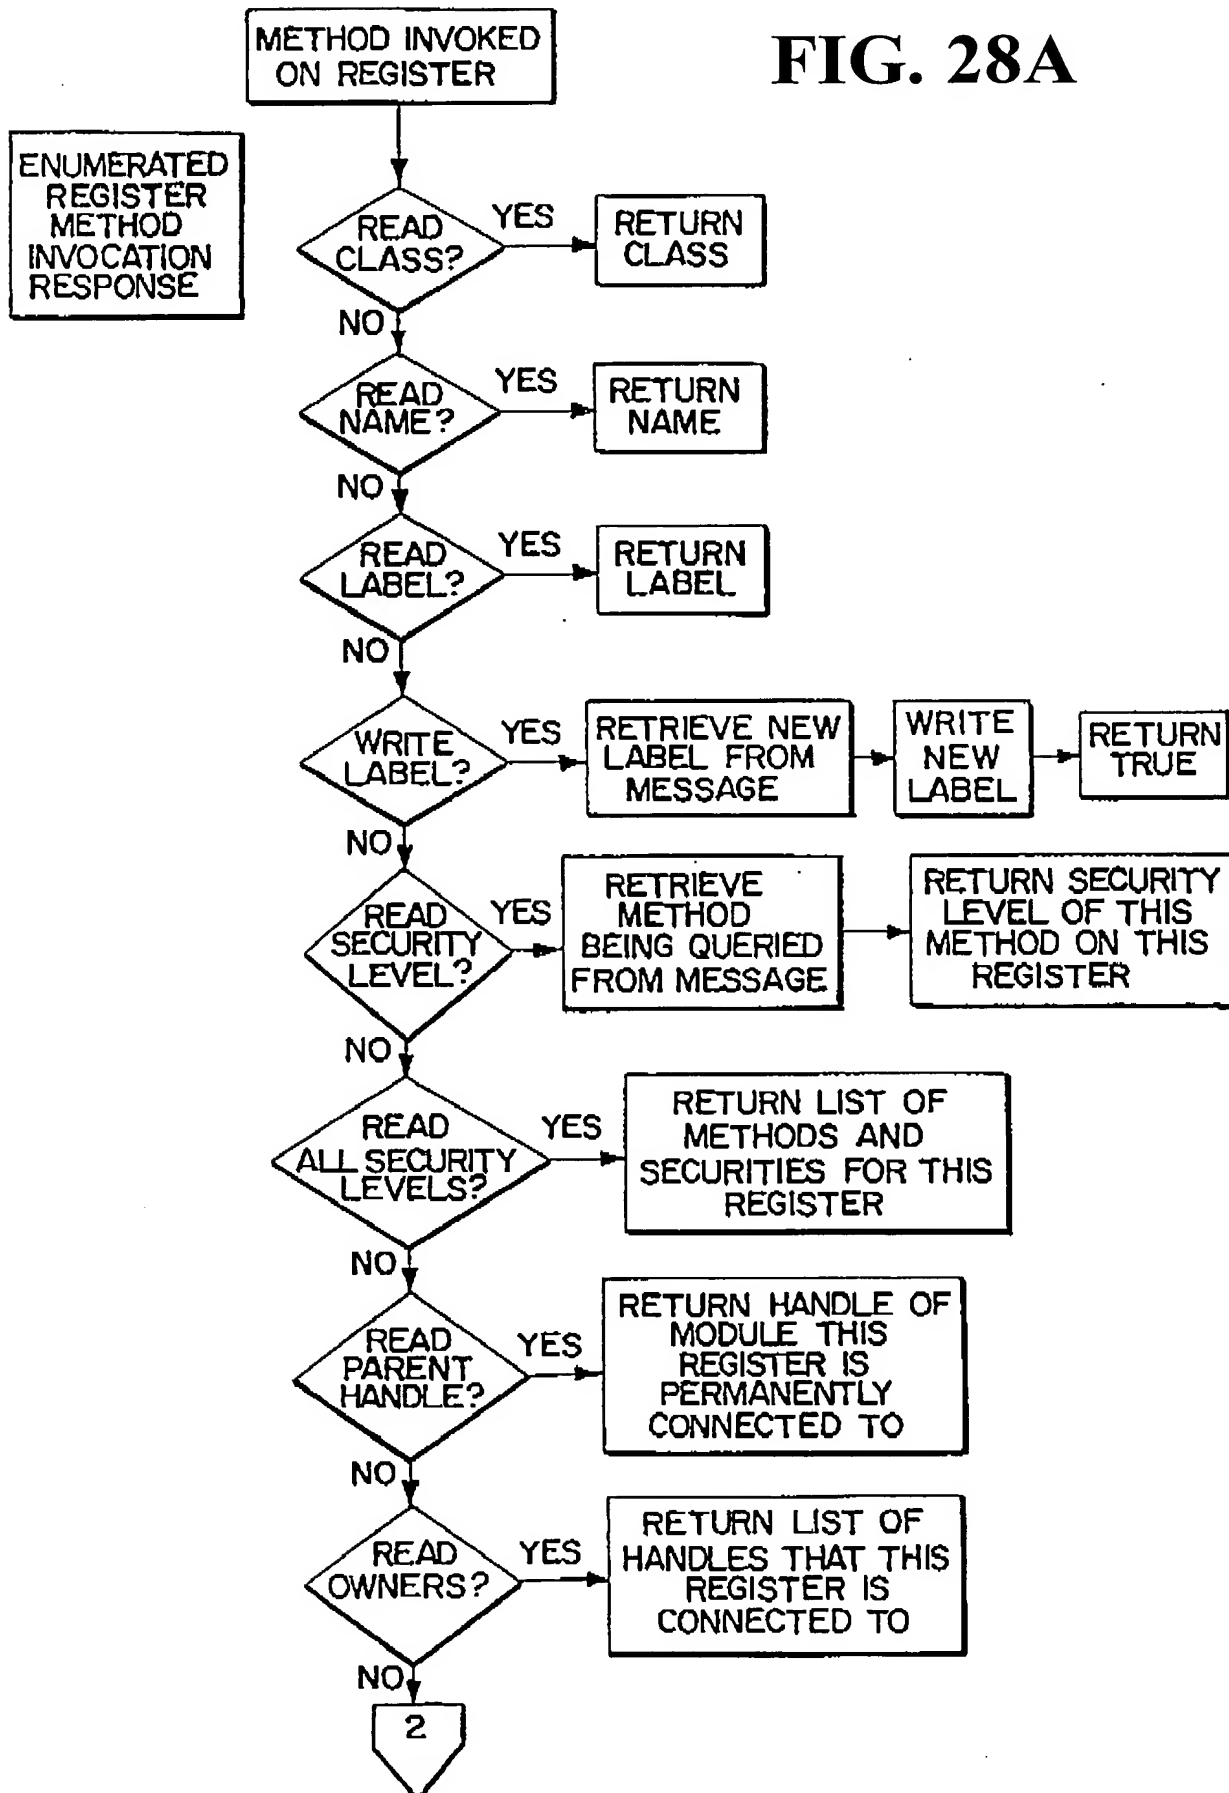 FIG. 28A
METHOD INVOKED
ON REGISTER
ENUMERATED
REGISTER
METHOD
INVOCATION
RESPONSE
READ
CLASS?
YES
RETURN
CLASS
NO
READ
NAME?
YES
RETURN
NAME
NO
READ
LABEL?
YES
RETURN
LABEL
NO
WRITE
LABEL?
YES
RETRIEVE NEW
LABEL FROM
MESSAGE
WRITE
NEW
LABEL
RETURN
TRUE
NO
READ
SECURITY
LEVEL?
YES
RETRIEVE
METHOD
BEING QUERIED
FROM MESSAGE
RETURN SECURITY
LEVEL OF THIS
METHOD ON THIS
REGISTER
NO
READ
ALL SECURITY
LEVELS?
YES
RETURN LIST OF
METHODS AND
SECURITIES FOR THIS
REGISTER
NO
READ
PARENT
HANDLE?
YES
RETURN HANDLE OF
MODULE THIS
REGISTER IS
PERMANENTLY
CONNECTED TO
NO
READ
OWNERS?
YES
RETURN LIST OF
HANDLES THAT THIS
REGISTER IS
CONNECTED TO
NO
2